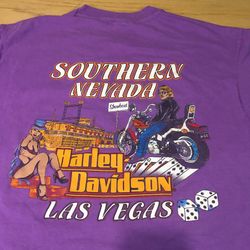 SOUTHERN
NEVADA
Harley
Davidson
LAS VEGAS